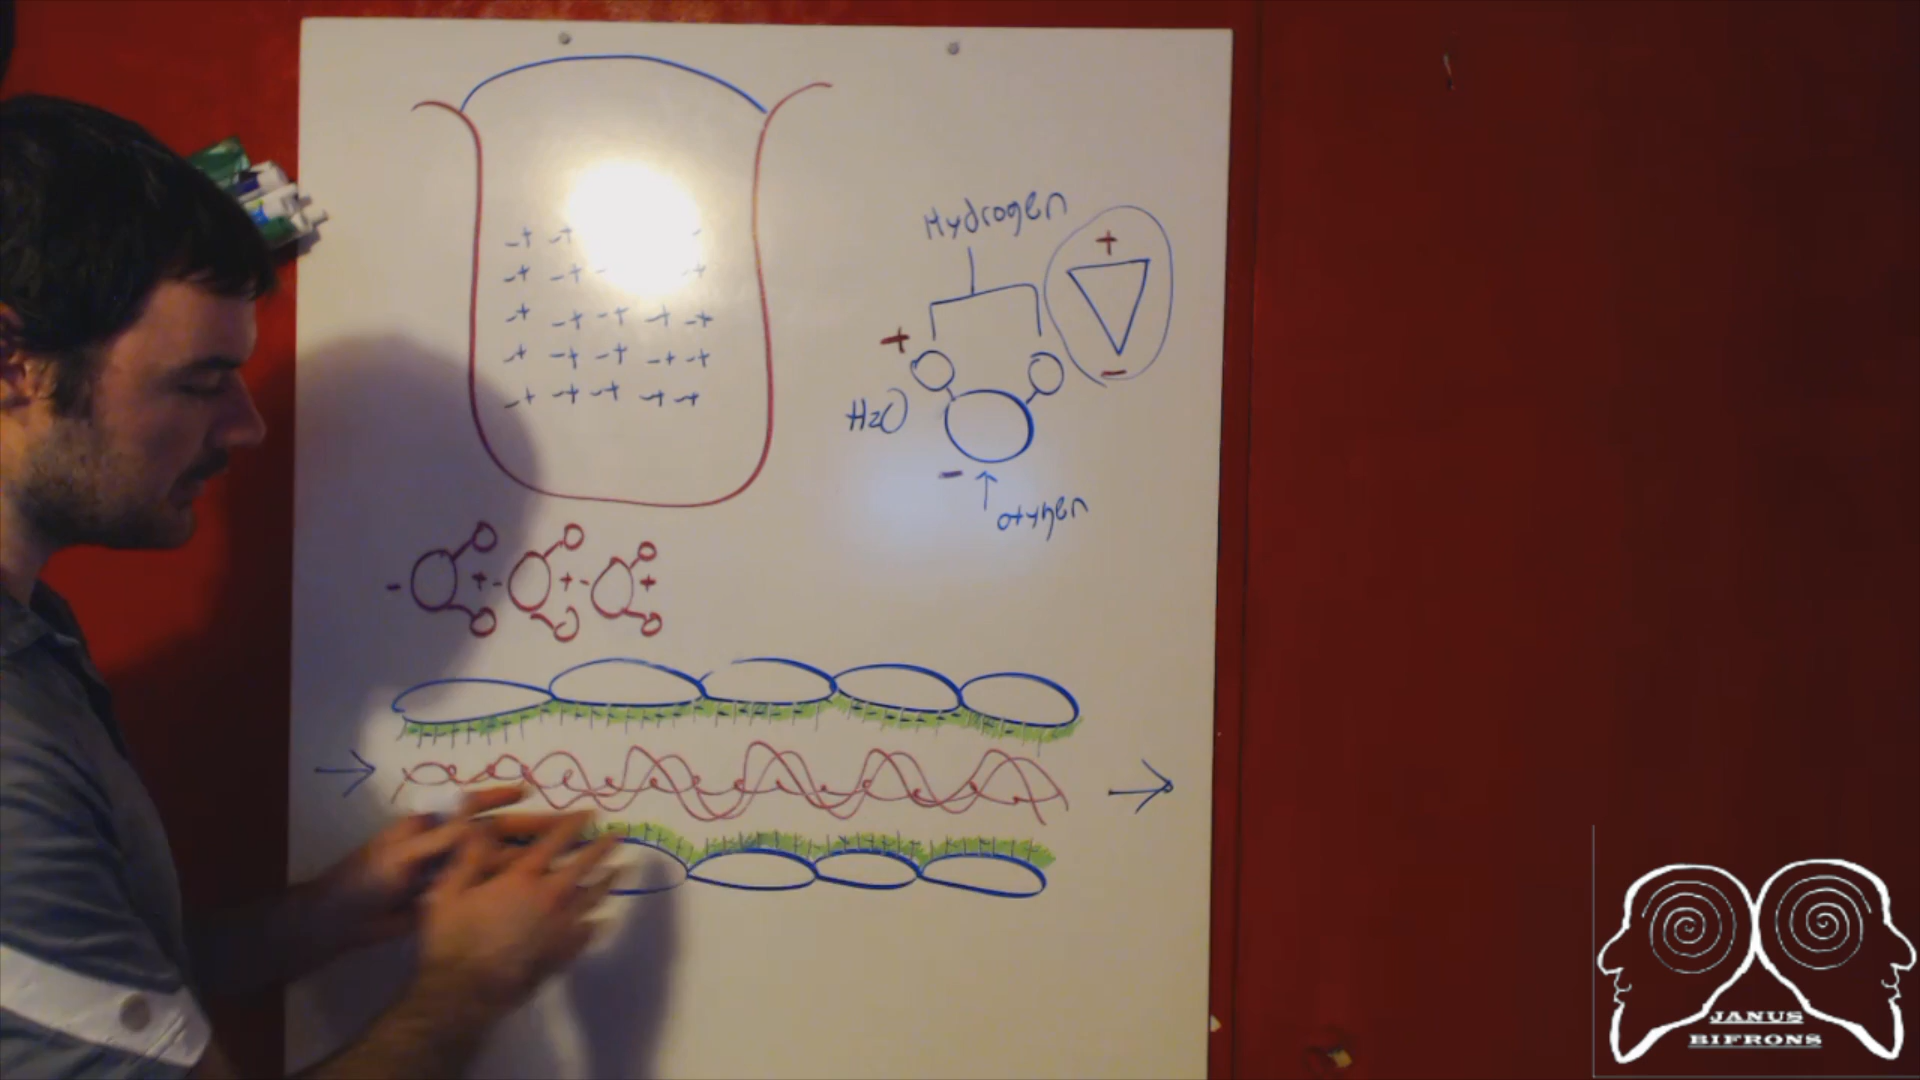 Hydrogen
+
-
+
H2O
-
oxygen
- + - + - +
JANUS
BIFRONS